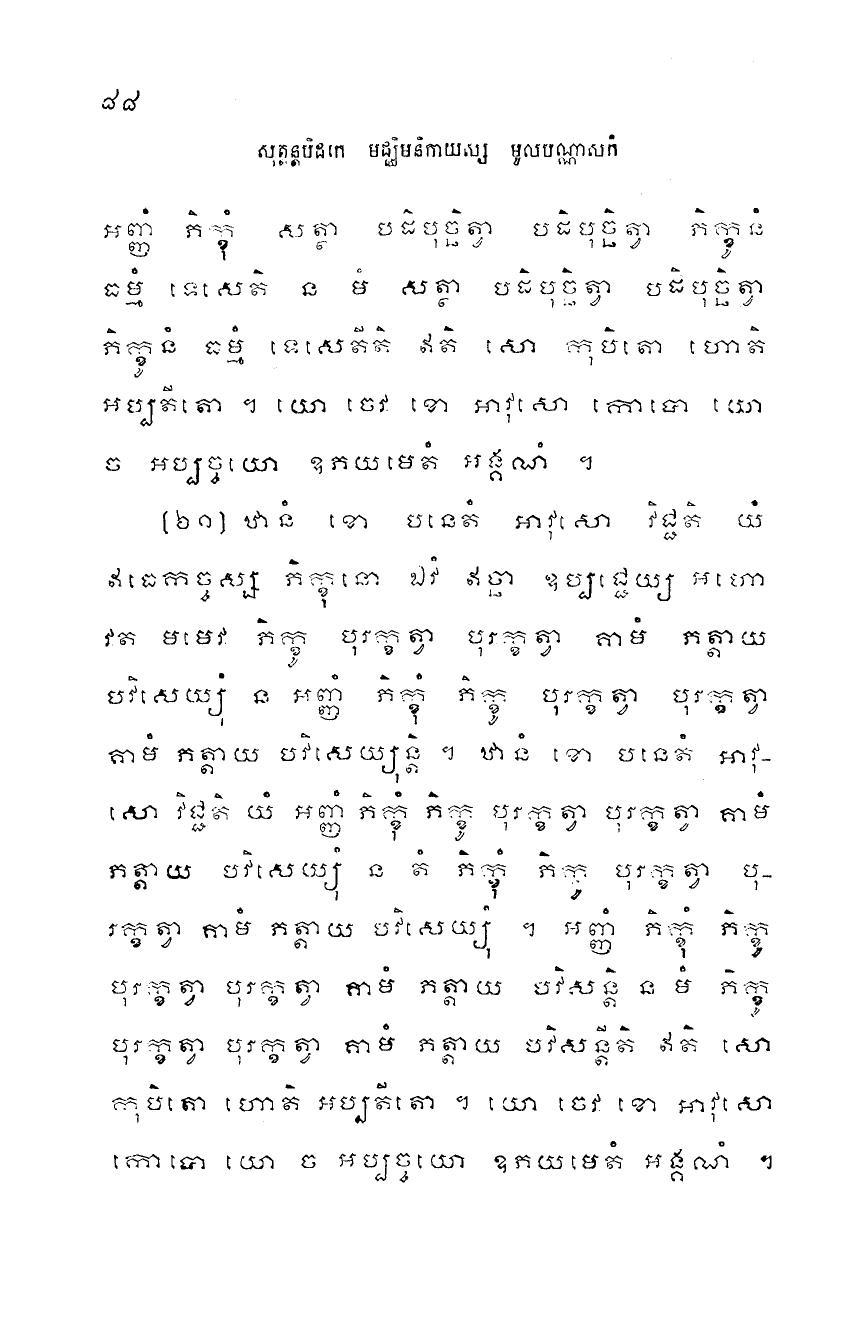 ៨៨
សុត្តន្តបិដកេ មជ្ឈិមនិកាយស្ស មូលបណ្ណាសកំ
អញ្ញំ ភិក្ខុំ សត្ថា បដិបុច្ឆិត្វា បដិបុច្ឆិត្វា ភិក្ខូនំ
ធម្មំ ទេសេតិ ន មំ សត្ថា បដិបុច្ឆិត្វា បដិបុច្ឆិត្វា
ភិក្ខូនំ ធម្មំ ទេសេតីតិ ឥតិ សោ កុបិតោ ហោតិ
អប្បតីតោ ។ យោ ចេវ ខោ អាវុសោ កោបោ យោ
ច អប្បច្ចយោ ឧភយមេតំ អង្គណំ ។
[៦១] ឋានំ ខោ បនេតំ អាវុសោ វិជ្ជតិ យំ
ឥធេកច្ចស្ស ភិក្ខុនោ ឯវំ ឥច្ឆា ឧប្បជ្ជេយ្យ អហោ
វត មមេវ ភិក្ខូ បុរក្ខត្វា បុរក្ខត្វា គាមំ ភត្តាយ
បវិសេយ្យុំ ន អញ្ញំ ភិក្ខុំ ភិក្ខូ បុរក្ខត្វា បុរក្ខត្វា
គាមំ ភត្តាយ បវិសេយ្យុន្តិ ។ ឋានំ ខោ បនេតំ អាវុ-
សោ វិជ្ជតិ យំ អញ្ញំ ភិក្ខុំ ភិក្ខូ បុរក្ខត្វា បុរក្ខត្វា គាមំ
ភត្តាយ បវិសេយ្យុំ ន តំ ភិក្ខុំ ភិក្ខូ បុរក្ខត្វា បុ-
រក្ខត្វា គាមំ ភត្តាយ បវិសេយ្យុំ ។ អញ្ញំ ភិក្ខុំ ភិក្ខូ
បុរក្ខត្វា បុរក្ខត្វា គាមំ ភត្តាយ បវិសន្តិ ន មំ ភិក្ខូ
បុរក្ខត្វា បុរក្ខត្វា គាមំ ភត្តាយ បវិសន្តីតិ ឥតិ សោ
កុបិតោ ហោតិ អប្បតីតោ ។ យោ ចេវ ខោ អាវុសោ
កោបោ យោ ច អប្បច្ចយោ ឧភយមេតំ អង្គណំ ។